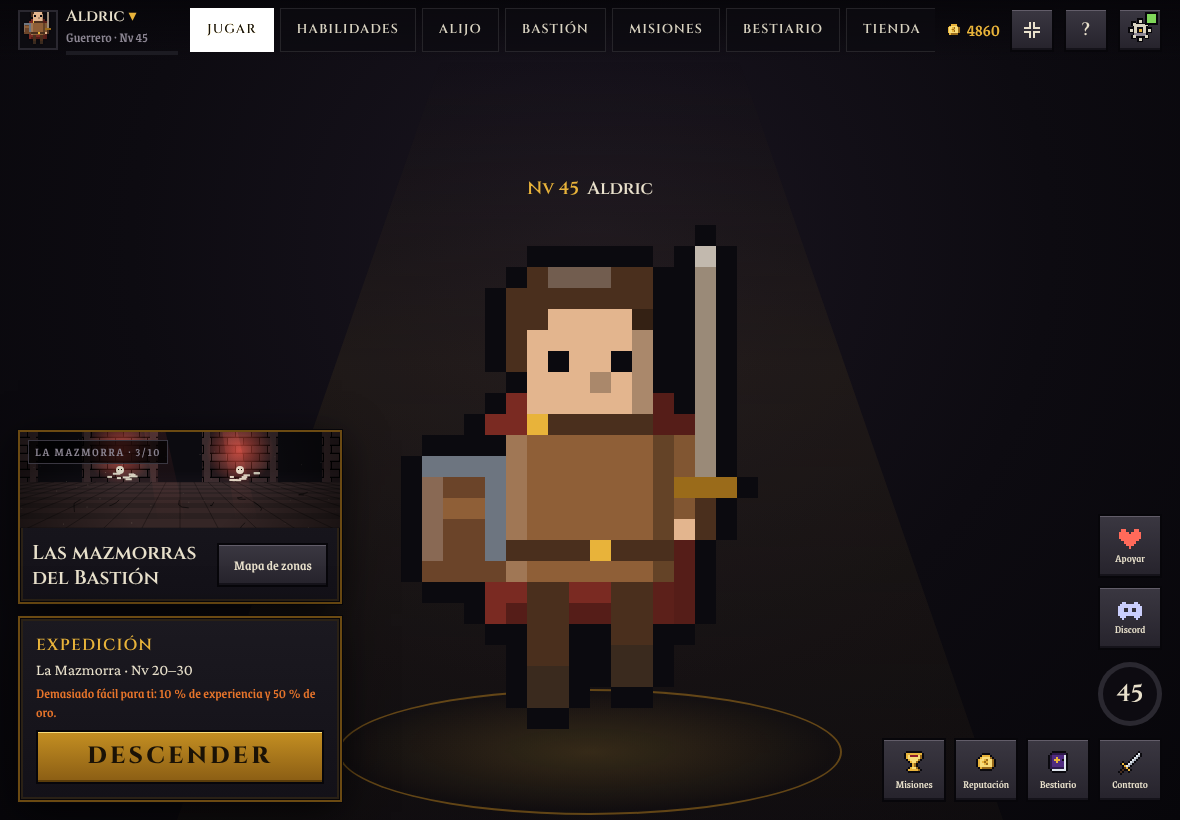 ALDRIC ▼
Guerrero · Nv 45
JUGAR
HABILIDADES
ALIJO
BASTIÓN
MISIONES
BESTIARIO
TIENDA
4860
?
Nv 45 ALDRIC
LA MAZMORRA · 3/10
LAS MAZMORRAS
DEL BASTIÓN
Mapa de zonas
EXPEDICIÓN
La Mazmorra · Nv 20–30
Demasiado fácil para ti: 10 % de experiencia y 50 % de
oro.
DESCENDER
Apoyar
Discord
45
Misiones
Reputación
Bestiario
Contrato